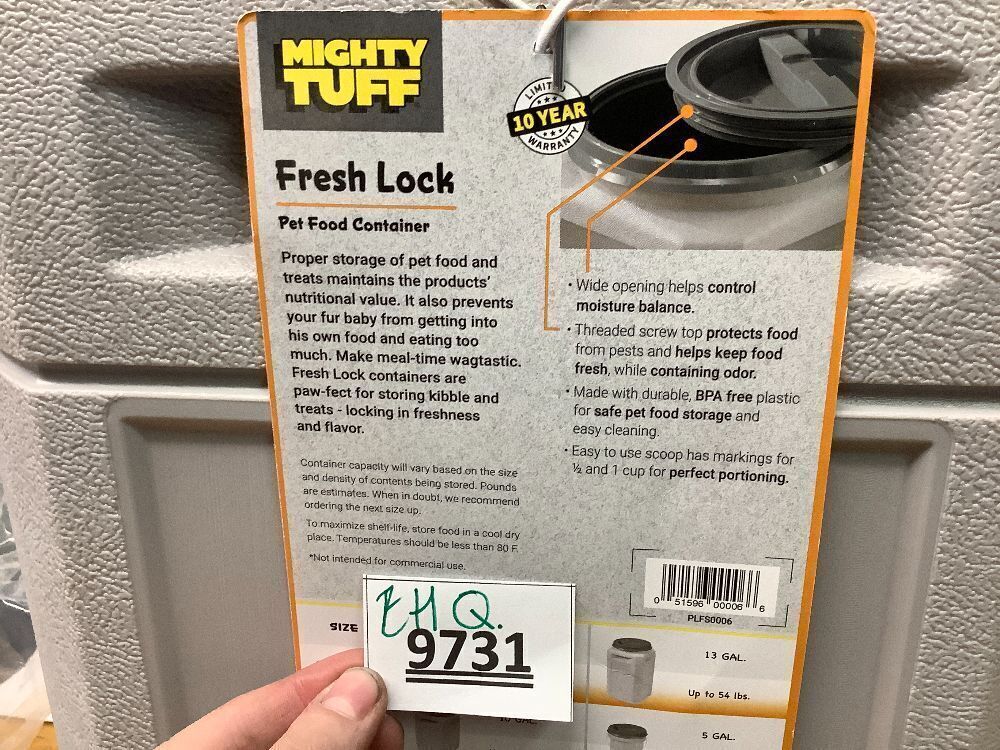 MIGHTY
TUFF
LIMITED
10 YEAR
WARRANTY
Fresh Lock
Pet Food Container
Proper storage of pet food and
treats maintains the products'
nutritional value. It also prevents
your fur baby from getting into
his own food and eating too
much. Make meal-time wagtastic.
Fresh Lock containers are
paw-fect for storing kibble and
treats - locking in freshness
and flavor.
Container capacity will vary based on the size
and density of contents being stored. Pounds
are estimates. When in doubt, we recommend
ordering the next size up.
To maximize shelf-life, store food in a cool dry
place. Temperatures should be less than 80 F.
*Not intended for commercial use.
• Wide opening helps control
moisture balance.
• Threaded screw top protects food
from pests and helps keep food
fresh, while containing odor.
• Made with durable, BPA free plastic
for safe pet food storage and
easy cleaning.
• Easy to use scoop has markings for
½ and 1 cup for perfect portioning.
0 51596 00006 6
PLFS0006
SIZE
EHQ.
9731
13 GAL.
Up to 54 lbs.
10 GAL.
5 GAL.